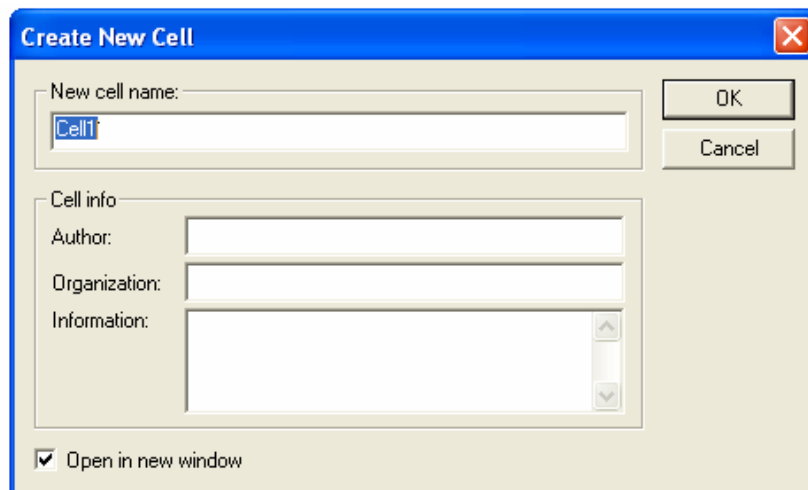 Create New Cell
New cell name:
OK
Cell1
Cancel
Cell info
Author:
Organization:
Information:
Open in new window